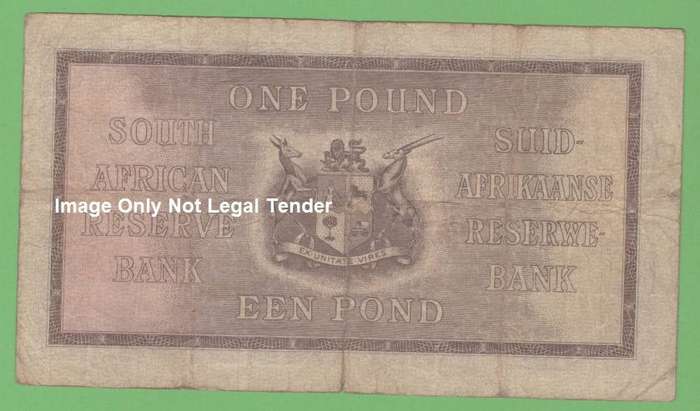 ONE POUND
SOUTH
AFRICAN
RESERVE
BANK
SUID-
AFRIKAANSE
RESERWE-
BANK
Image Only Not Legal Tender
EX UNITATE VIRES
EEN POND